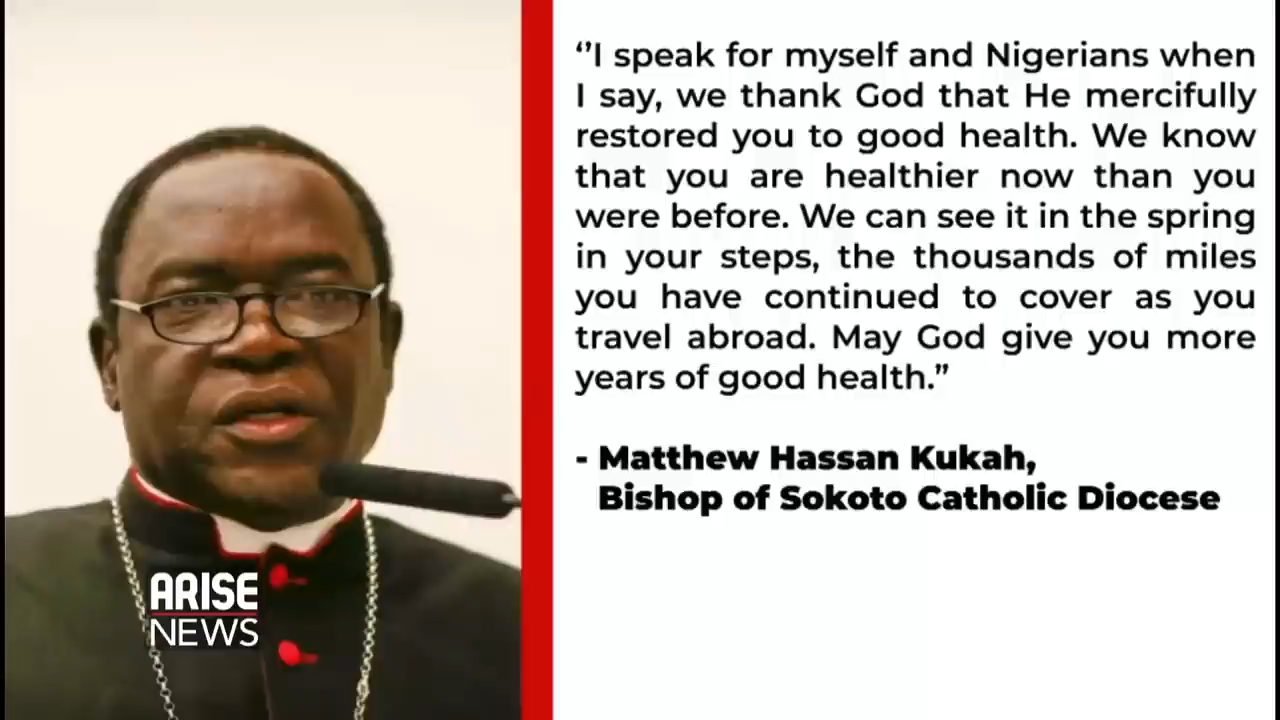 ‘’I speak for myself and Nigerians when
I say, we thank God that He mercifully
restored you to good health. We know
that you are healthier now than you
were before. We can see it in the spring
in your steps, the thousands of miles
you have continued to cover as you
travel abroad. May God give you more
years of good health.”
- Matthew Hassan Kukah,
Bishop of Sokoto Catholic Diocese
ARISE
NEWS